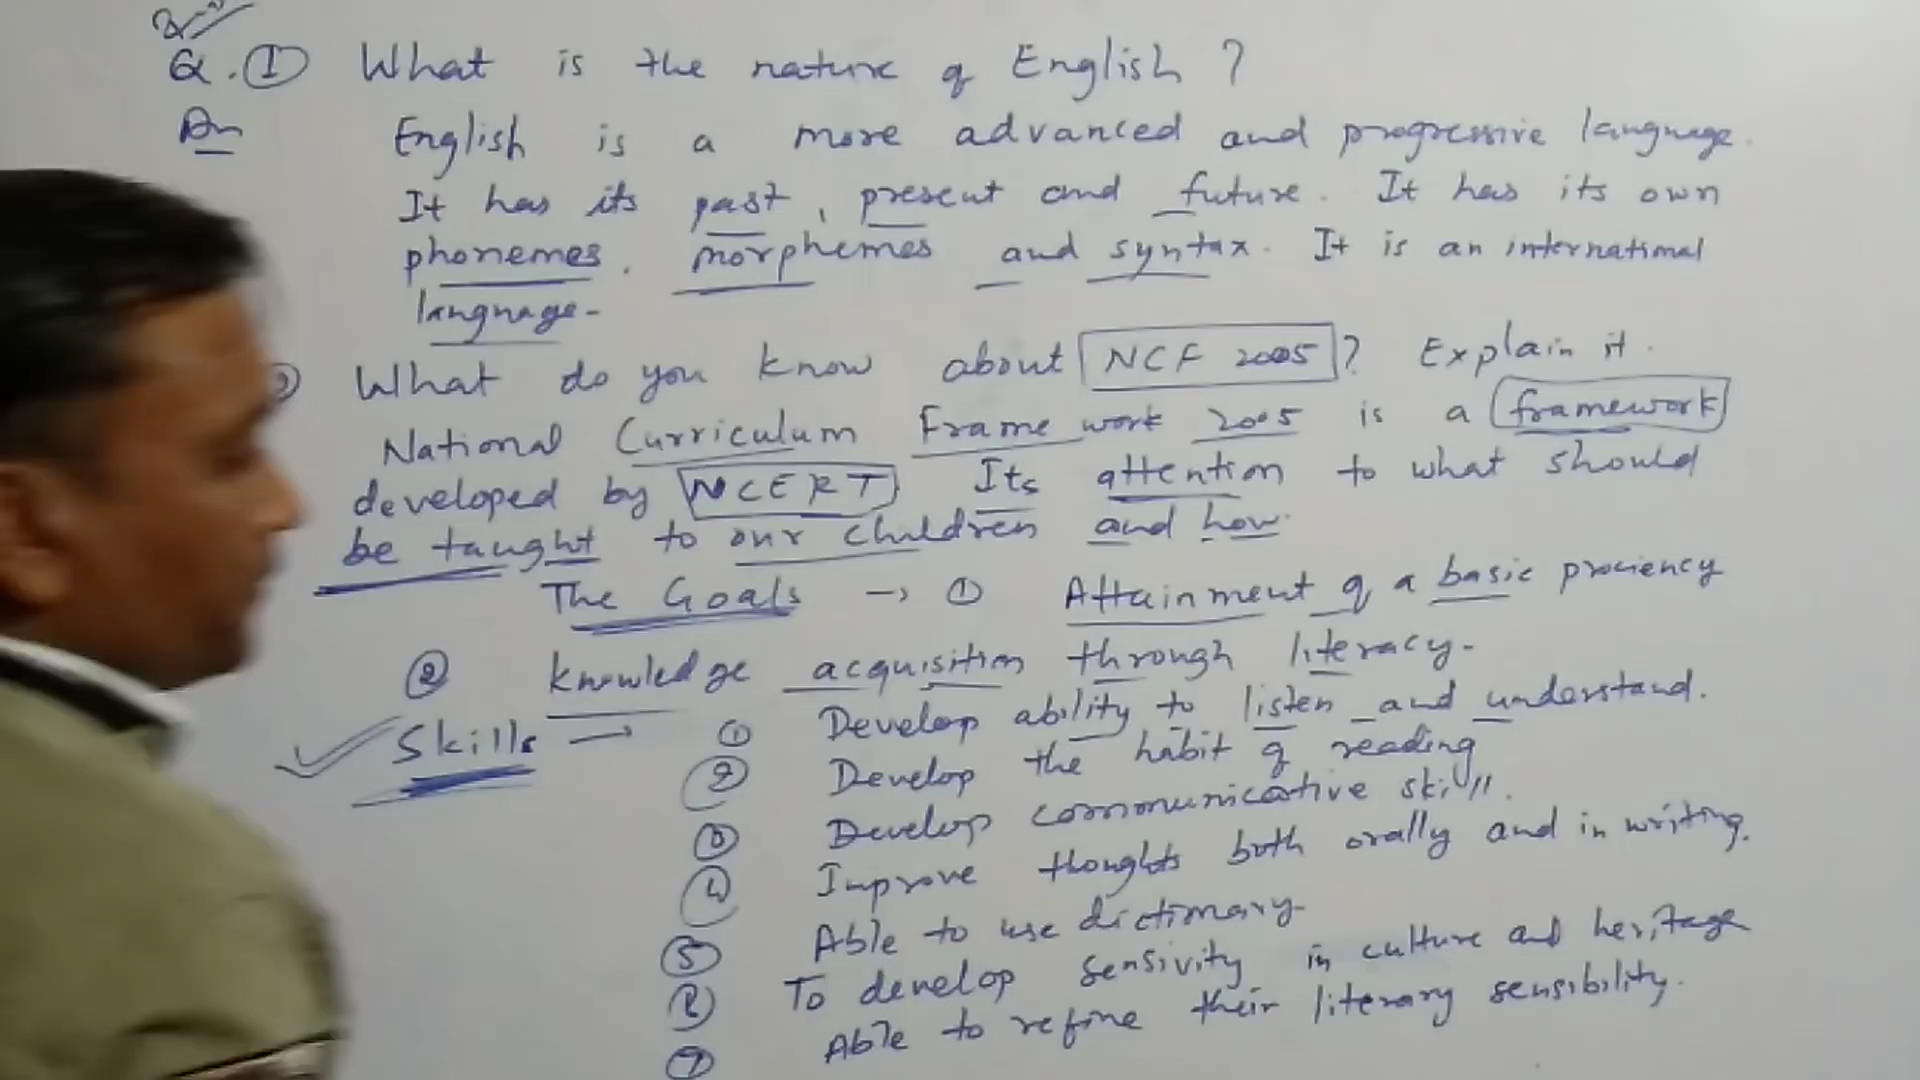 Q. 1 What is the nature of English ?
An English is a more advanced and progressive language.
It has its past, present and future. It has its own
phonemes, morphemes and syntax. It is an international
language-
What do you know about NCF 2005 ? Explain it.
National Curriculum Frame work 2005 is a framework
developed by NCERT Its attention to what should
be taught to our children and how.
The Goals → 1 Attainment of a basic prociency
2 knowledge acquisition through literacy-
Skills → 1 Develop ability to listen and understand.
2 Develop the habit of reading
3 Develop communicative skill.
4 Improve thoughts both orally and in writing.
5 Able to use dictionary-
6 To develop sensivity in culture and heritage
7 Able to refine their literary sensibility.